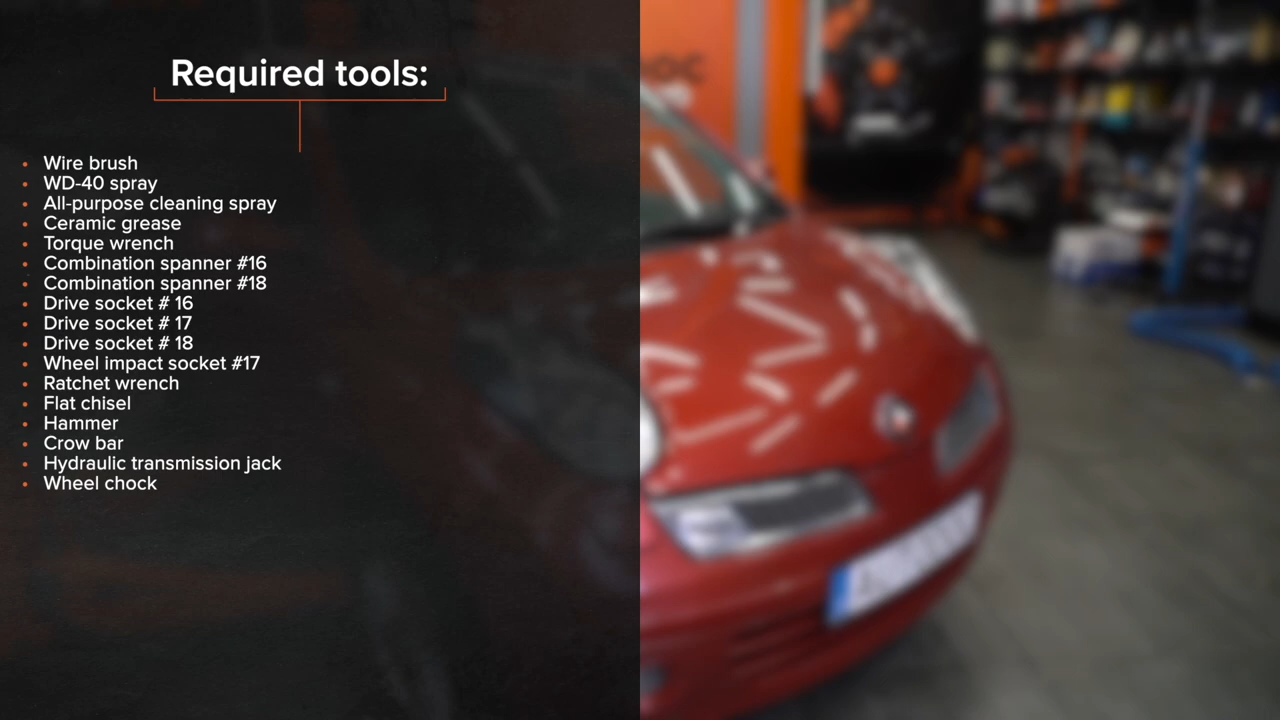 Required tools:
• Wire brush
• WD-40 spray
• All-purpose cleaning spray
• Ceramic grease
• Torque wrench
• Combination spanner #16
• Combination spanner #18
• Drive socket # 16
• Drive socket # 17
• Drive socket # 18
• Wheel impact socket #17
• Ratchet wrench
• Flat chisel
• Hammer
• Crow bar
• Hydraulic transmission jack
• Wheel chock